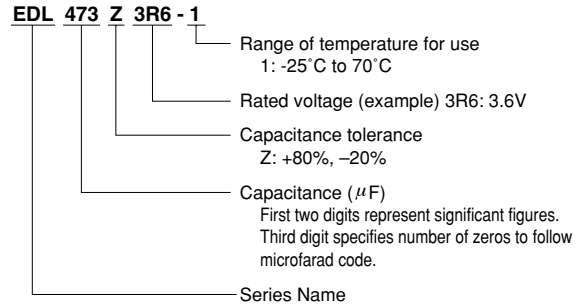 EDL 473 Z 3R6 - 1
Range of temperature for use
1: -25˚C to 70˚C
Rated voltage (example) 3R6: 3.6V
Capacitance tolerance
Z: +80%, –20%
Capacitance (μF)
First two digits represent significant figures.
Third digit specifies number of zeros to follow
microfarad code.
Series Name